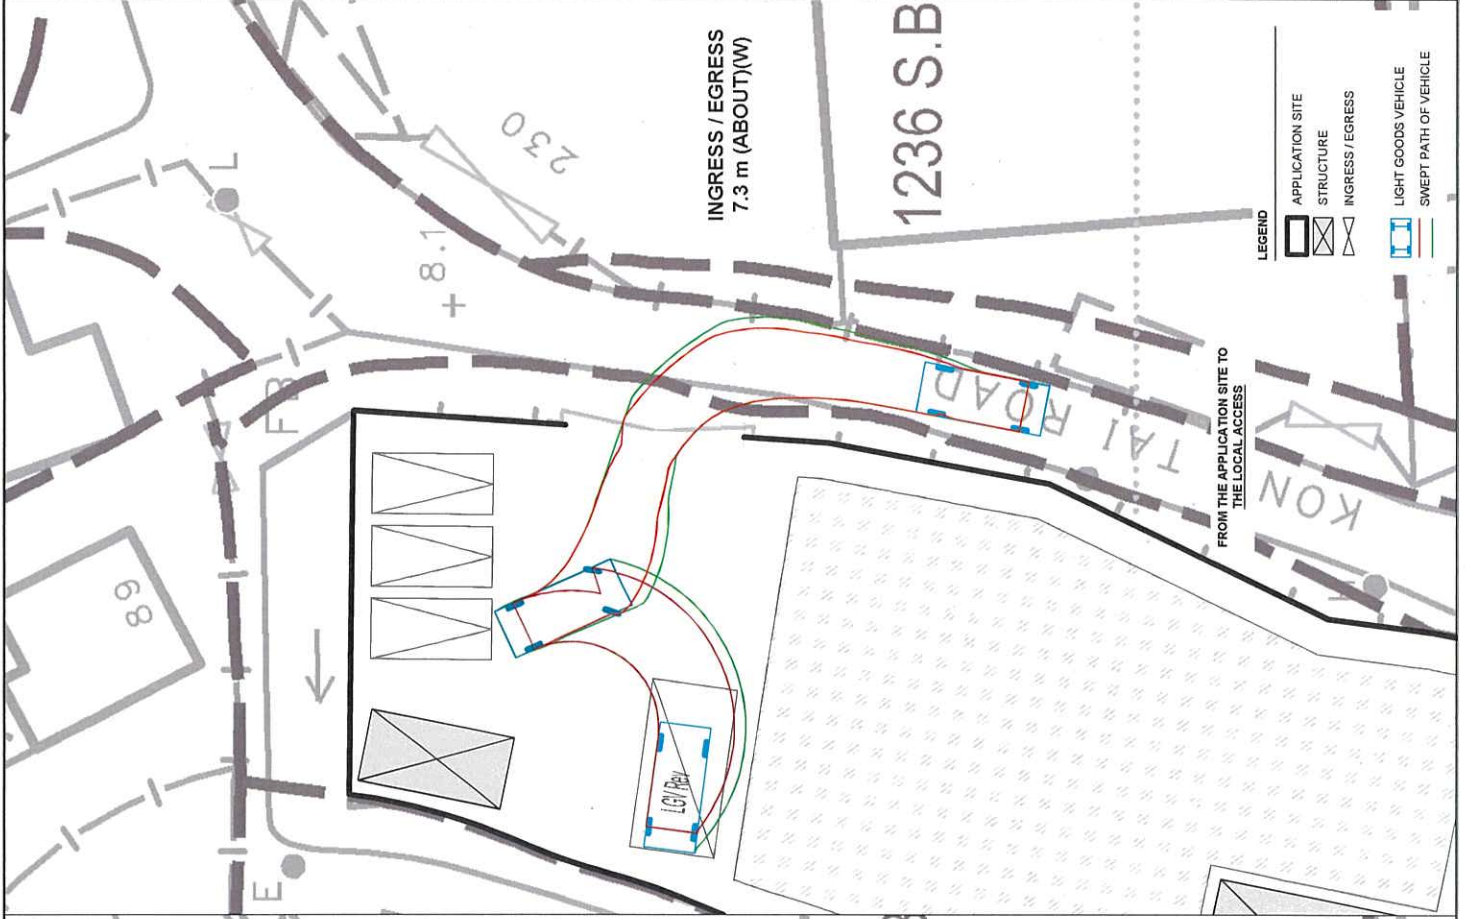 INGRESS / EGRESS
7.3 m (ABOUT)(W)
1236 S.B
230
L
+ 8.1
FB
89
E
LGV Rev
KON TAI ROAD
FROM THE APPLICATION SITE TO
THE LOCAL ACCESS
LEGEND
APPLICATION SITE
STRUCTURE
INGRESS / EGRESS
LIGHT GOODS VEHICLE
SWEPT PATH OF VEHICLE